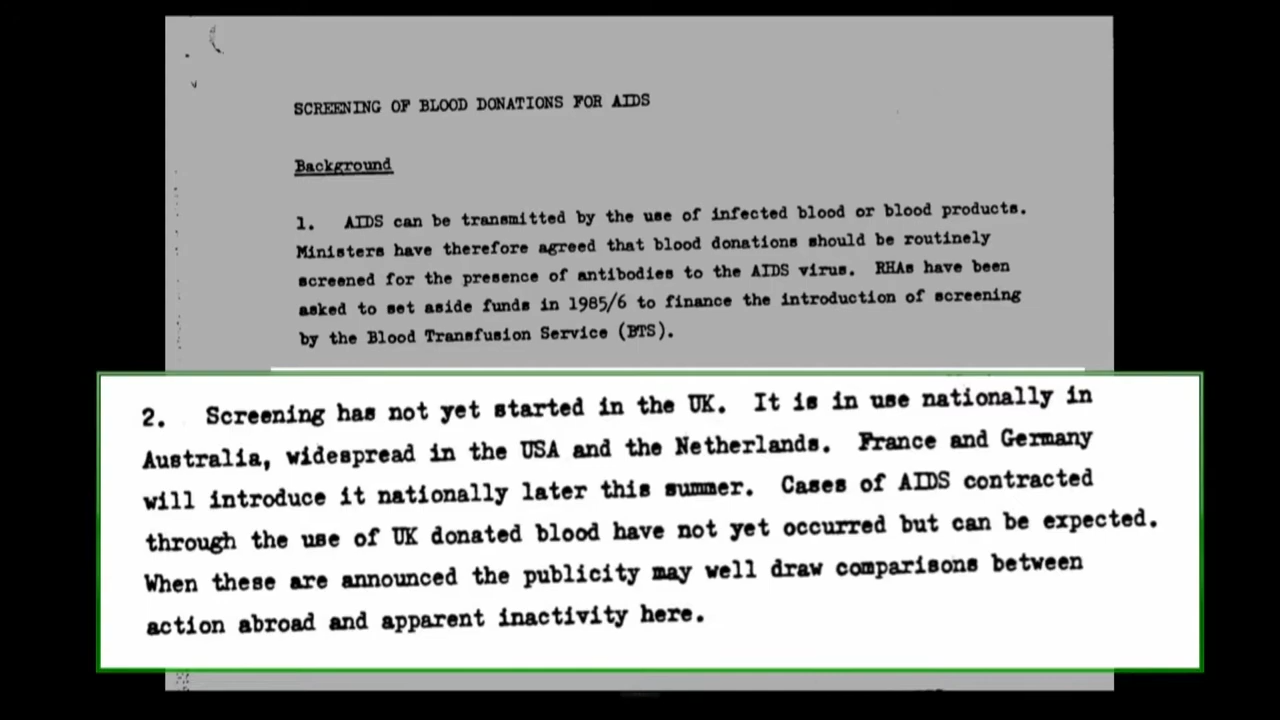 SCREENING OF BLOOD DONATIONS FOR AIDS
Background
1. AIDS can be transmitted by the use of infected blood or blood products.
Ministers have therefore agreed that blood donations should be routinely
screened for the presence of antibodies to the AIDS virus. RHAs have been
asked to set aside funds in 1985/6 to finance the introduction of screening
by the Blood Transfusion Service (BTS).
2. Screening has not yet started in the UK. It is in use nationally in
Australia, widespread in the USA and the Netherlands. France and Germany
will introduce it nationally later this summer. Cases of AIDS contracted
through the use of UK donated blood have not yet occurred but can be expected.
When these are announced the publicity may well draw comparisons between
action abroad and apparent inactivity here.